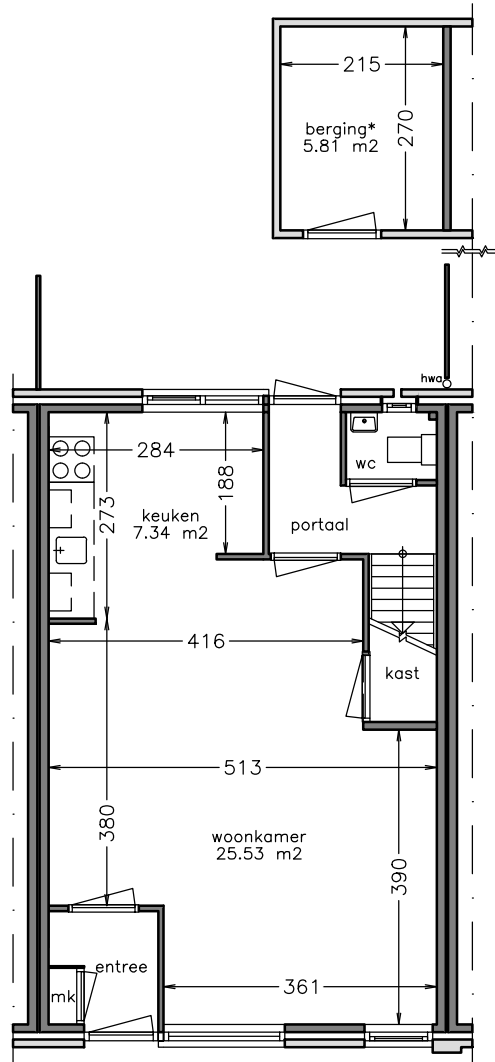 215
berging*
5.81 m2
270
hwa
284
wc
188
273
keuken
7.34 m2
portaal
416
kast
513
380
woonkamer
25.53 m2
390
entree
361
mk